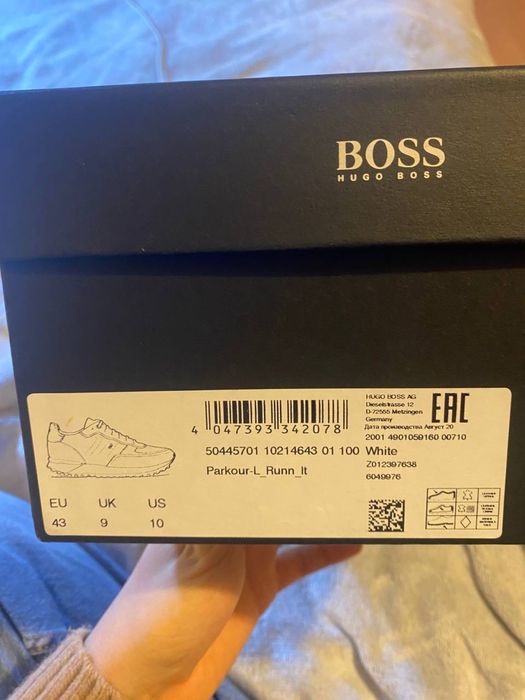 BOSS
HUGO BOSS
4 047393 342078
50445701 10214643 01 100 White
Parkour-L_Runn_lt
EU UK US
43 9 10
HUGO BOSS AG
Dieselstrasse 12
D-72555 Metzingen
Germany
Дата производства Август 20
2001 4901059160 00710
Z012397638
6049976
EAC